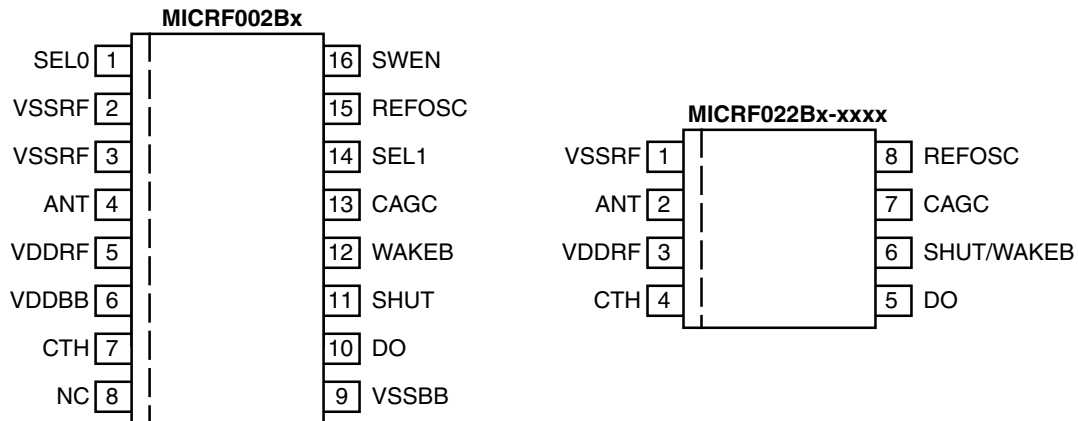 MICRF002Bx
SEL0 1 16 SWEN
VSSRF 2 15 REFOSC
VSSRF 3 14 SEL1
ANT 4 13 CAGC
VDDRF 5 12 WAKEB
VDDBB 6 11 SHUT
CTH 7 10 DO
NC 8 9 VSSBB
MICRF022Bx-xxxx
VSSRF 1 8 REFOSC
ANT 2 7 CAGC
VDDRF 3 6 SHUT/WAKEB
CTH 4 5 DO